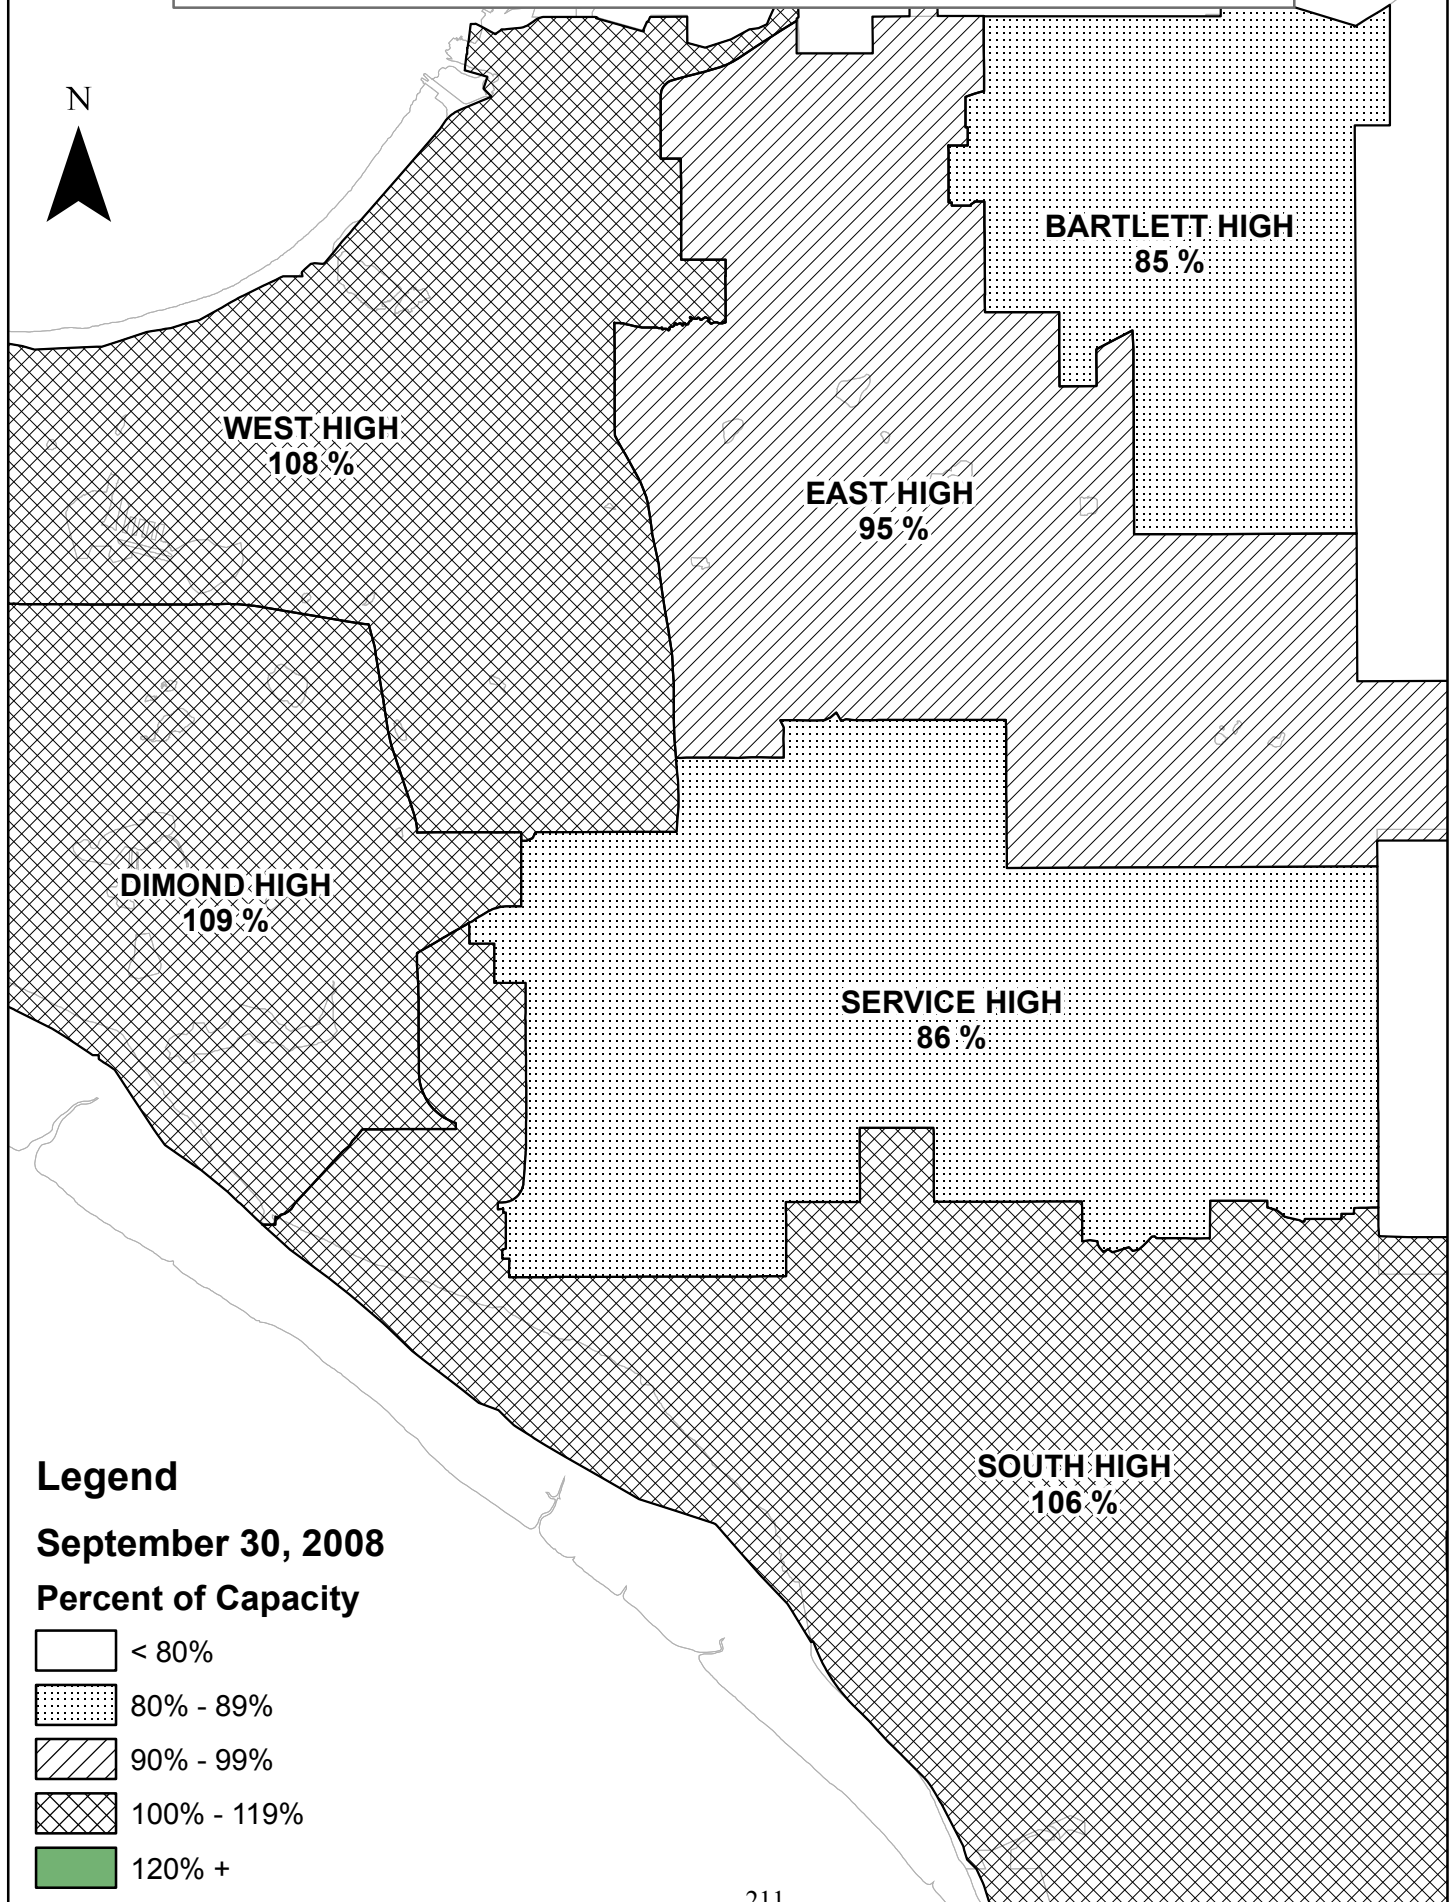 N
BARTLETT HIGH
85 %
WEST HIGH
108 %
EAST HIGH
95 %
DIMOND HIGH
109 %
SERVICE HIGH
86 %
SOUTH HIGH
106 %
Legend
September 30, 2008
Percent of Capacity
< 80%
80% - 89%
90% - 99%
100% - 119%
120% +
211